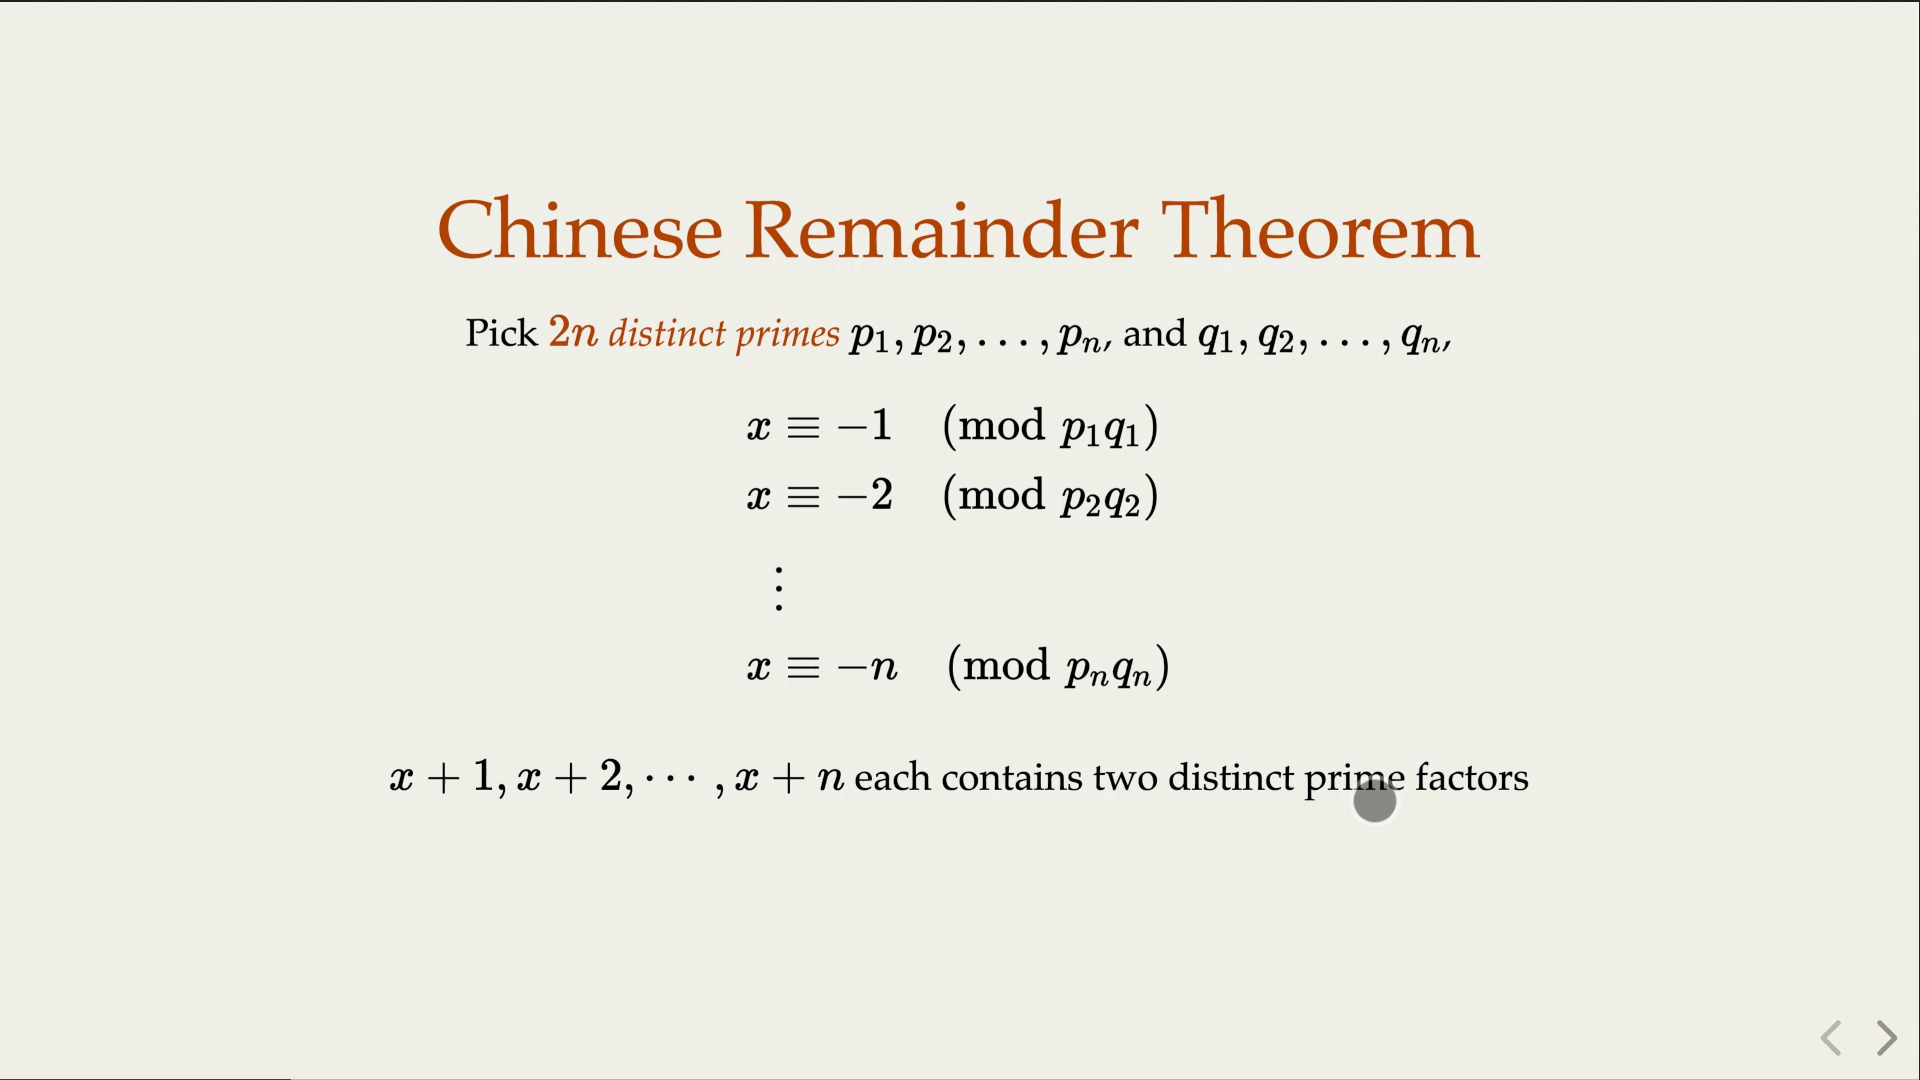 Chinese Remainder Theorem
Pick 2n distinct primes p₁, p₂, . . . , pₙ, and q₁, q₂, . . . , qₙ,
x ≡ −1 (mod p₁q₁)
x ≡ −2 (mod p₂q₂)
⋮
x ≡ −n (mod pₙqₙ)
x + 1, x + 2, ⋯ , x + n each contains two distinct prime factors